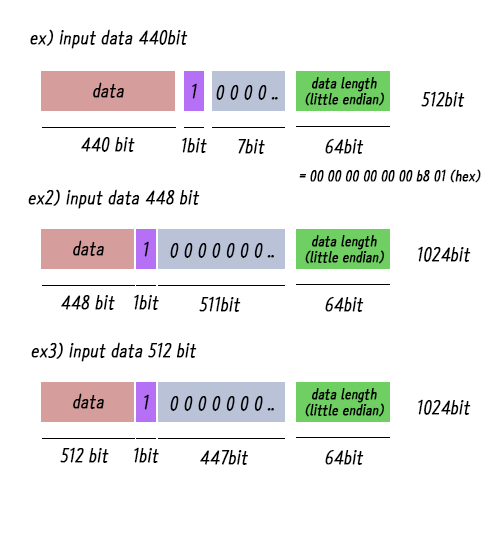 ex) input data 440bit
data 1 0 0 0 0 .. data length
(little endian) 512bit
440 bit 1bit 7bit 64bit
= 00 00 00 00 00 00 b8 01 (hex)
ex2) input data 448 bit
data 1 0 0 0 0 0 0 0 .. data length
(little endian) 1024bit
448 bit 1bit 511bit 64bit
ex3) input data 512 bit
data 1 0 0 0 0 0 0 0 .. data length
(little endian) 1024bit
512 bit 1bit 447bit 64bit